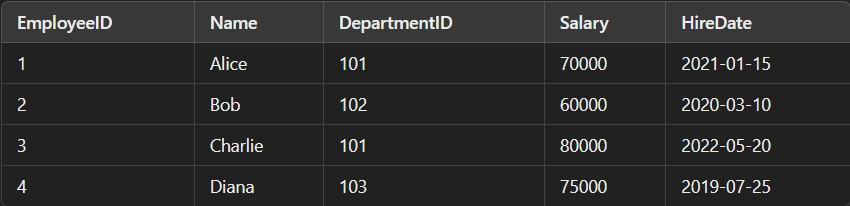 EmployeeID Name DepartmentID Salary HireDate
1 Alice 101 70000 2021-01-15
2 Bob 102 60000 2020-03-10
3 Charlie 101 80000 2022-05-20
4 Diana 103 75000 2019-07-25